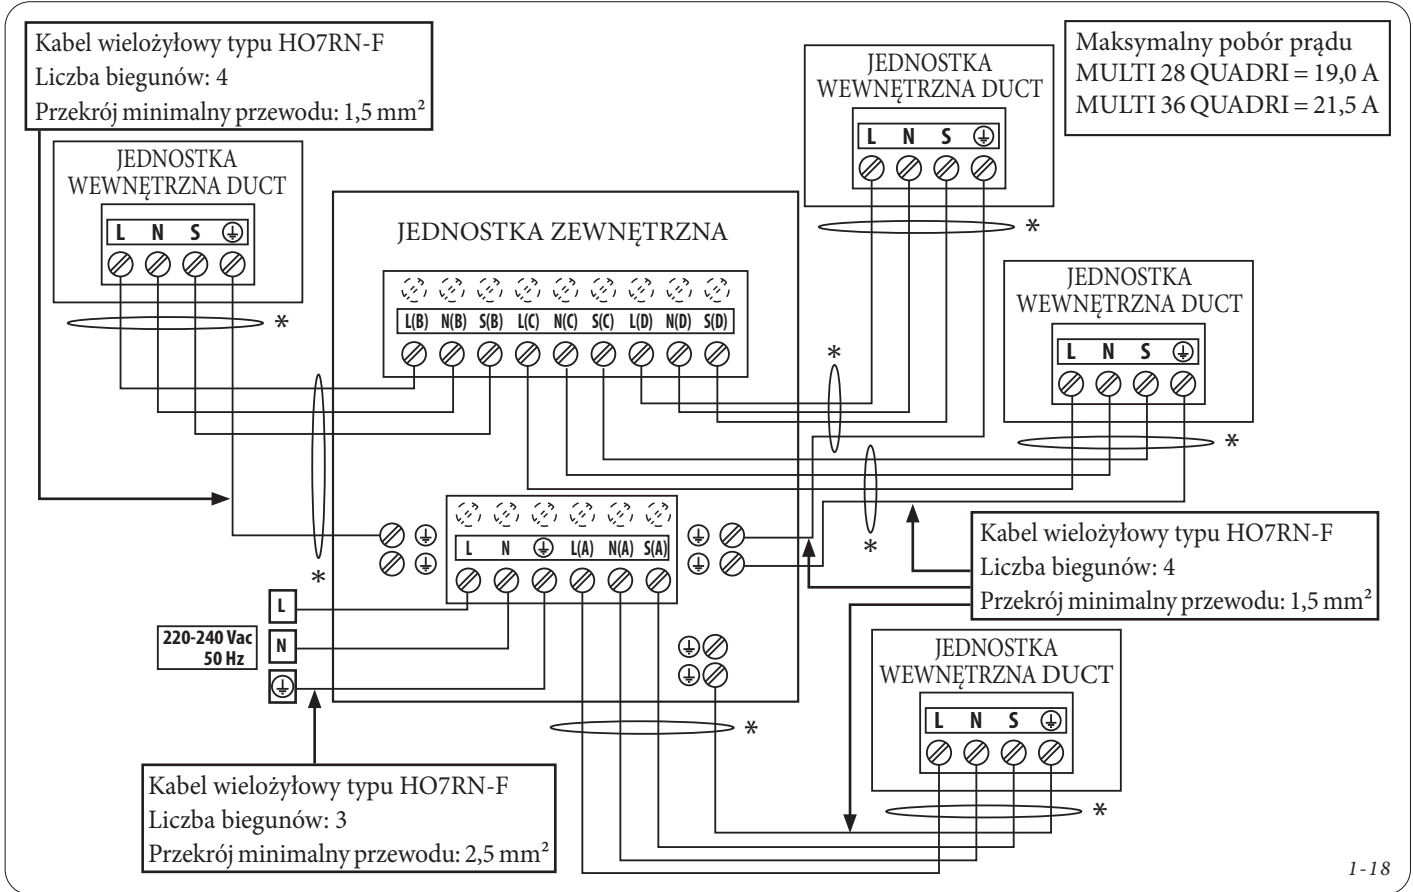 Kabel wielożyłowy typu HO7RN-F
Liczba biegunów: 4
Przekrój minimalny przewodu: 1,5 mm²
JEDNOSTKA
WEWNĘTRZNA DUCT
L N S
*
JEDNOSTKA
WEWNĘTRZNA DUCT
L N S
*
Maksymalny pobór prądu
MULTI 28 QUADRI = 19,0 A
MULTI 36 QUADRI = 21,5 A
JEDNOSTKA ZEWNĘTRZNA
L(B) N(B) S(B) L(C) N(C) S(C) L(D) N(D) S(D)
*
JEDNOSTKA
WEWNĘTRZNA DUCT
L N S
*
*
*
L N L(A) N(A) S(A)
Kabel wielożyłowy typu HO7RN-F
Liczba biegunów: 4
Przekrój minimalny przewodu: 1,5 mm²
220-240 Vac
50 Hz
L
N
*
JEDNOSTKA
WEWNĘTRZNA DUCT
L N S
*
Kabel wielożyłowy typu HO7RN-F
Liczba biegunów: 3
Przekrój minimalny przewodu: 2,5 mm²
1-18